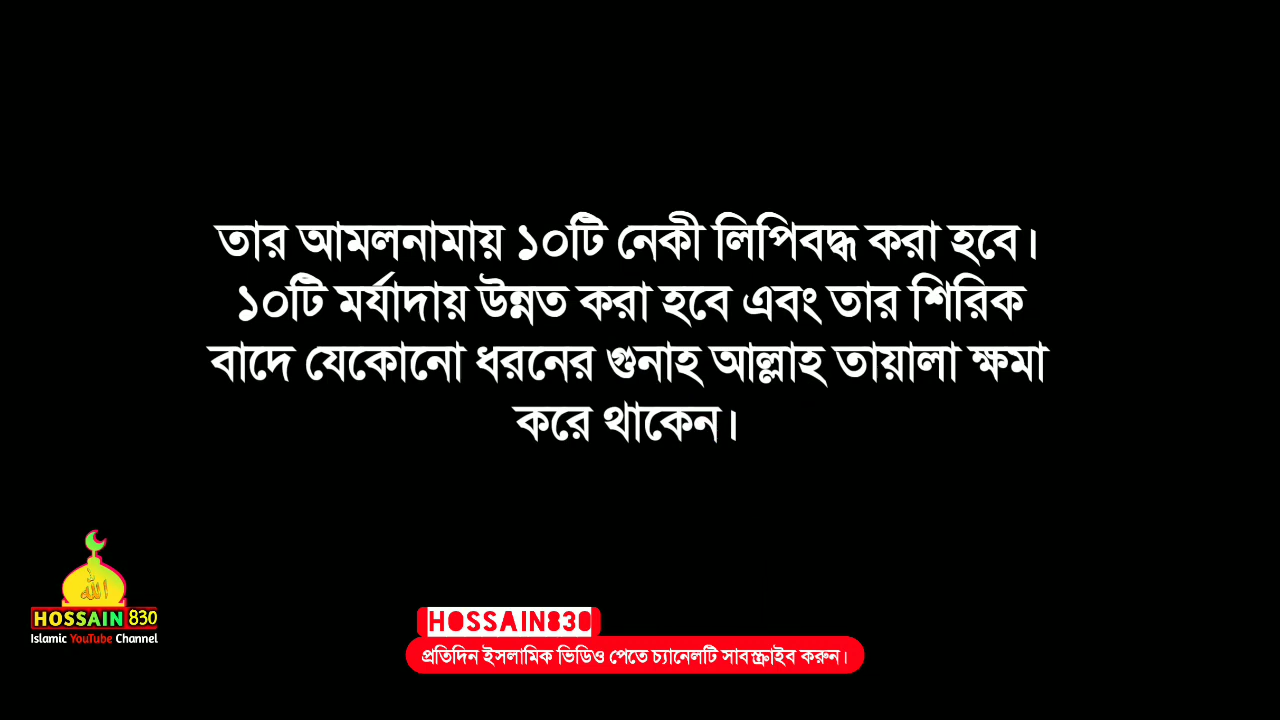 তার আমলনামায় ১০টি নেকী লিপিবদ্ধ করা হবে।
১০টি মর্যাদায় উন্নত করা হবে এবং তার শিরিক
বাদে যেকোনো ধরনের গুনাহ আল্লাহ তায়ালা ক্ষমা
করে থাকেন।
الله
HOSSAIN 830
Islamic YouTube Channel
HOSSAIN830
প্রতিদিন ইসলামিক ভিডিও পেতে চ্যানেলটি সাবস্ক্রাইব করুন।